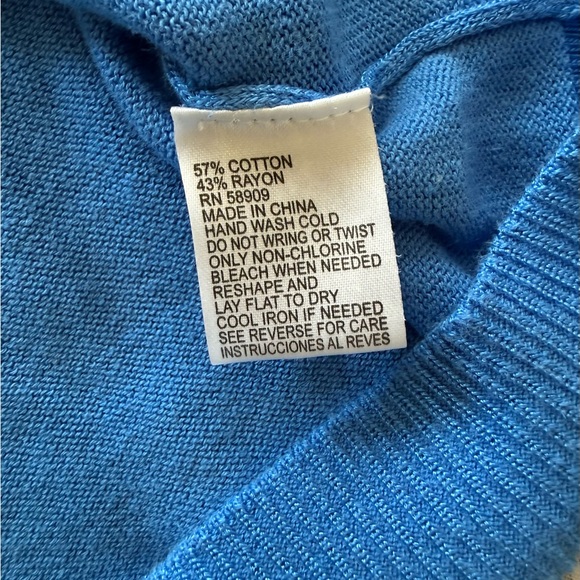 57% COTTON
43% RAYON
RN 58909
MADE IN CHINA
HAND WASH COLD
DO NOT WRING OR TWIST
ONLY NON-CHLORINE
BLEACH WHEN NEEDED
RESHAPE AND
LAY FLAT TO DRY
COOL IRON IF NEEDED
SEE REVERSE FOR CARE
INSTRUCCIONES AL REVES